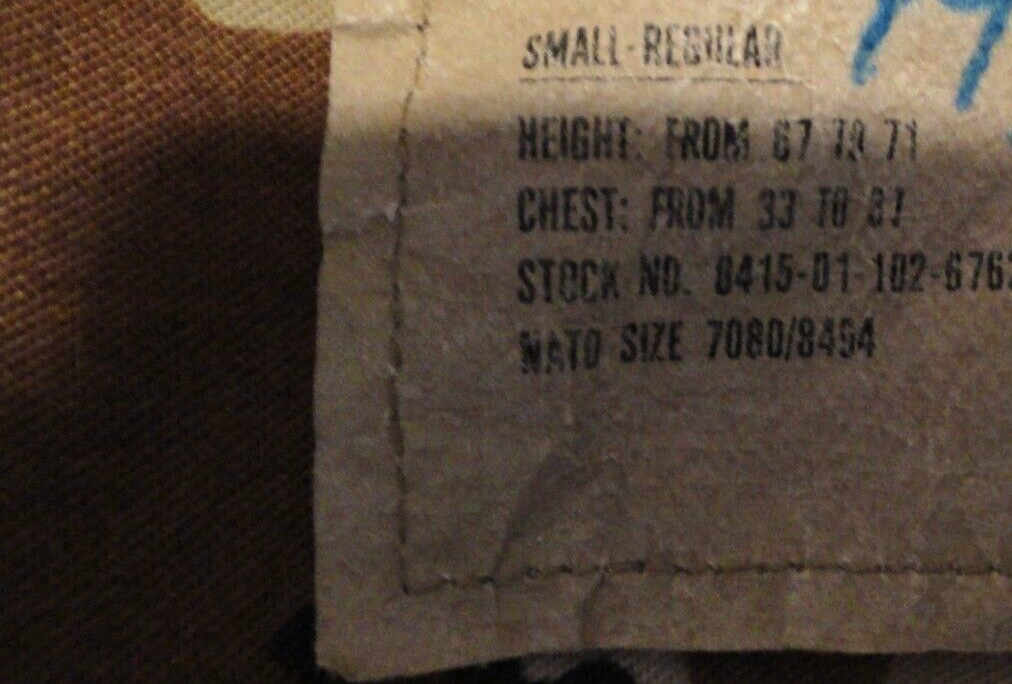 SMALL-REGULAR
HEIGHT: FROM 67 TO 71
CHEST: FROM 33 TO 37
STOCK NO. 8415-01-102-676
NATO SIZE 7080/8494